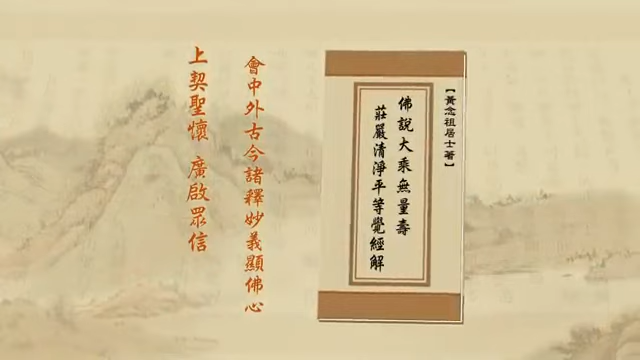 【黃念祖居士著】
佛說大乘無量壽
莊嚴清淨平等覺經解
會中外古今諸釋妙義顯佛心
上契聖懷 廣啟眾信